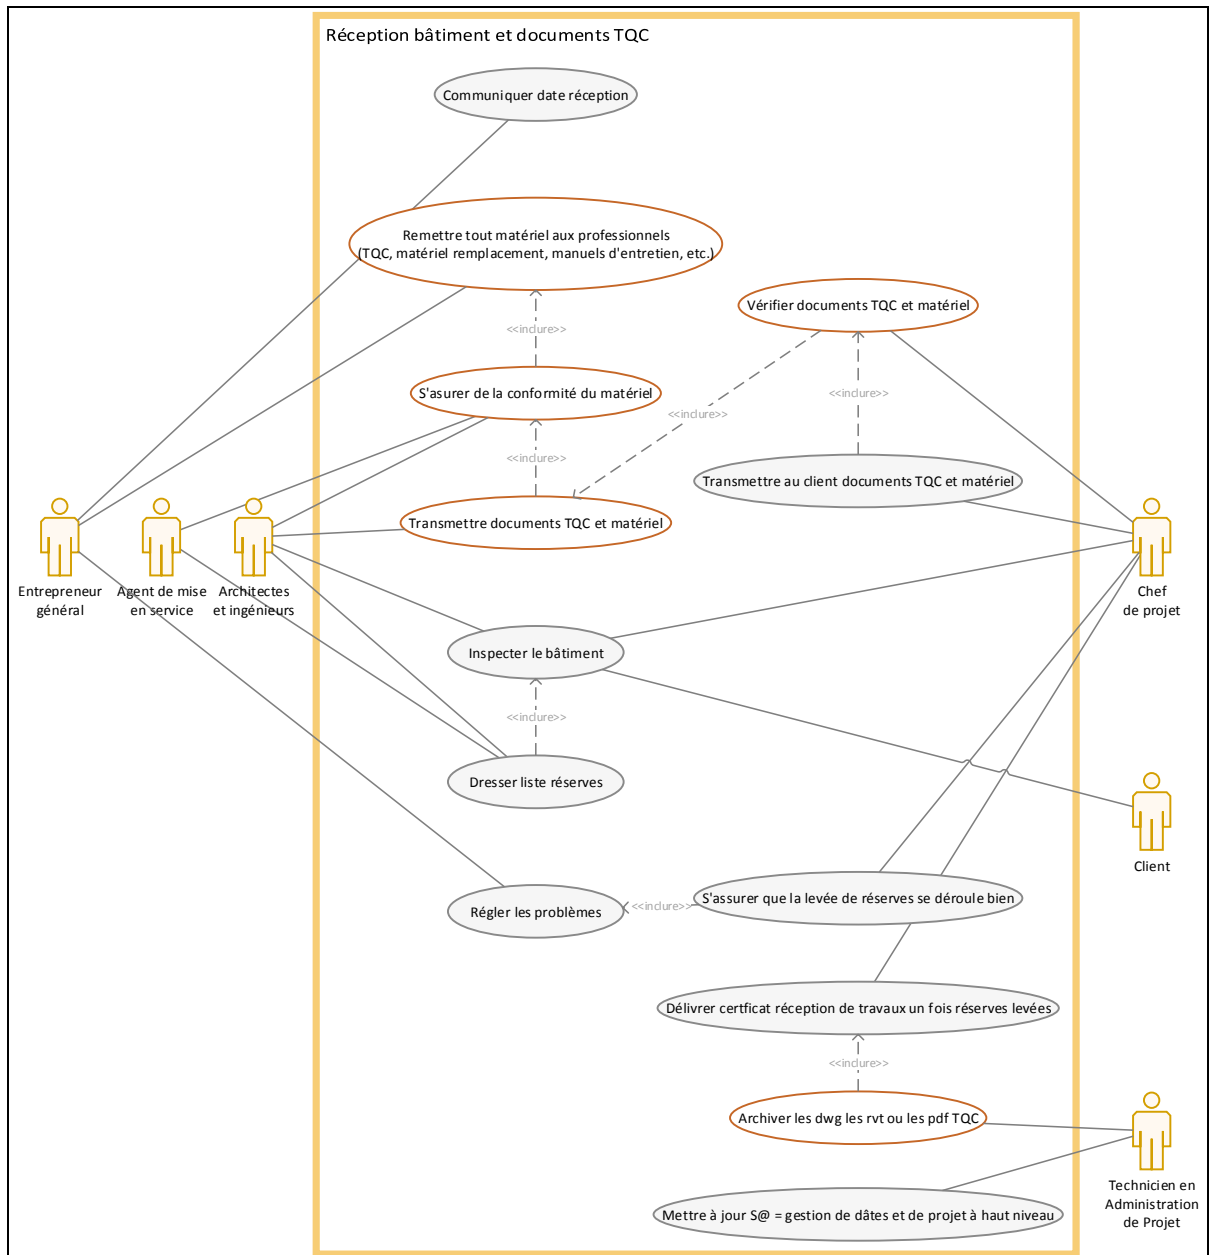 Réception bâtiment et documents TQC
Communiquer date réception
Remettre tout matériel aux professionnels
(TQC, matériel remplacement, manuels d'entretien, etc.)
Vérifier documents TQC et matériel
<<inclure>>
S'asurer de la conformité du matériel
<<inclure>>
<<inclure>>
<<inclure>>
Transmettre au client documents TQC et matériel
Transmettre documents TQC et matériel
Entrepreneur
général
Agent de mise
en service
Architectes
et ingénieurs
Chef
de projet
Inspecter le bâtiment
<<inclure>>
Dresser liste réserves
Client
S'assurer que la levée de réserves se déroule bien
<<inclure>>
Régler les problèmes
Délivrer certficat réception de travaux un fois réserves levées
<<inclure>>
Archiver les dwg les rvt ou les pdf TQC
Technicien en
Administration
de Projet
Mettre à jour S@ = gestion de dâtes et de projet à haut niveau